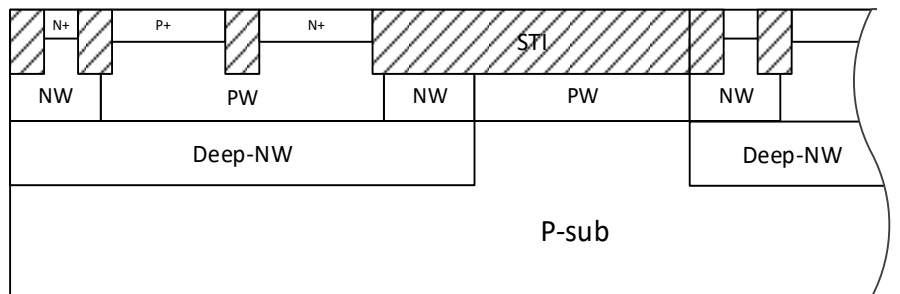 N+ P+ N+
STI
NW PW NW PW NW
Deep-NW Deep-NW
P-sub